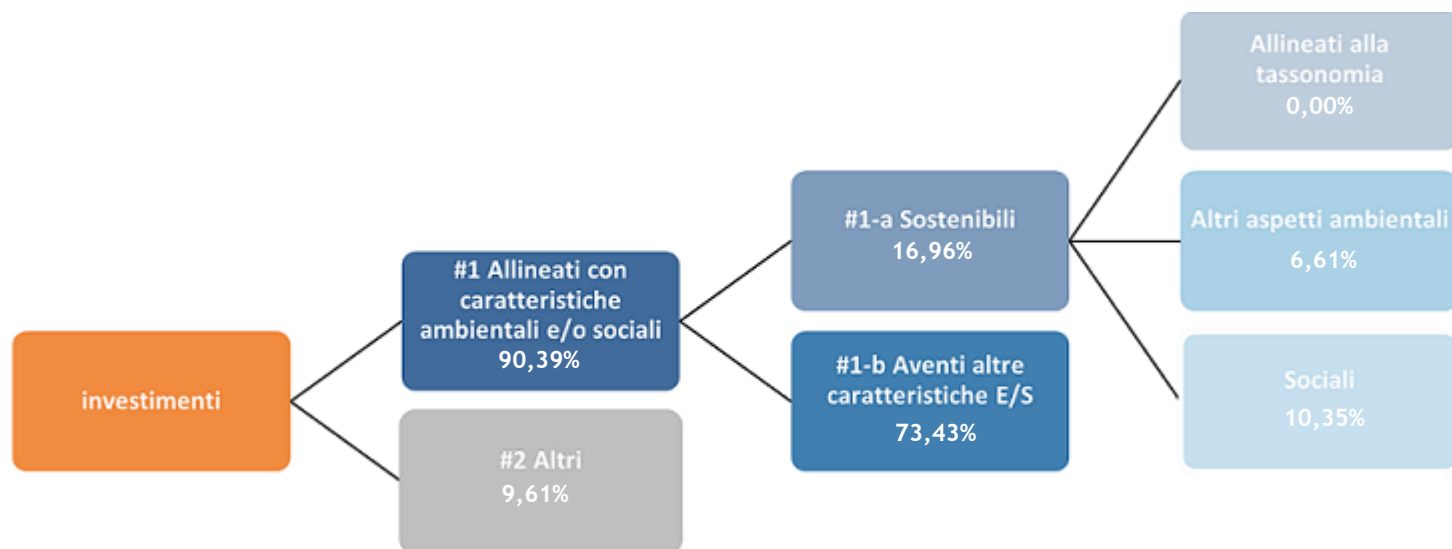 investimenti
#1 Allineati con
caratteristiche
ambientali e/o sociali
90,39%
#2 Altri
9,61%
#1-a Sostenibili
16,96%
#1-b Aventi altre
caratteristiche E/S
73,43%
Allineati alla
tassonomia
0,00%
Altri aspetti ambientali
6,61%
Sociali
10,35%